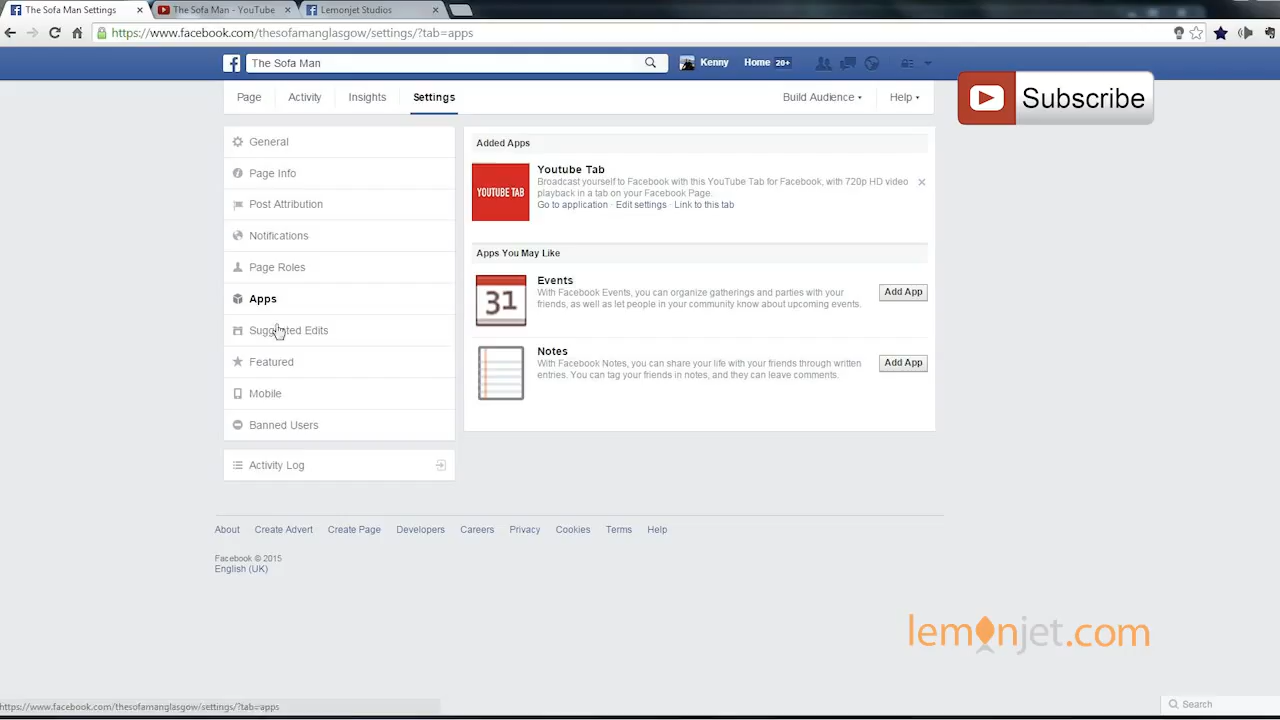 The Sofa Man Settings
The Sofa Man - YouTube
Lemonjet Studios
https://www.facebook.com/thesofamanglasgow/settings/?tab=apps
The Sofa Man
Kenny
Home 20+
Page
Activity
Insights
Settings
Build Audience
Help
Subscribe
General
Page Info
Post Attribution
Notifications
Page Roles
Apps
Suggested Edits
Featured
Mobile
Banned Users
Activity Log
Added Apps
YOUTUBE TAB
Youtube Tab
Broadcast yourself to Facebook with this YouTube Tab for Facebook, with 720p HD video
playback in a tab on your Facebook Page.
Go to application · Edit settings · Link to this tab
Apps You May Like
31
Events
With Facebook Events, you can organize gatherings and parties with your
friends, as well as let people in your community know about upcoming events.
Add App
Notes
With Facebook Notes, you can share your life with your friends through written
entries. You can tag your friends in notes, and they can leave comments.
Add App
About
Create Advert
Create Page
Developers
Careers
Privacy
Cookies
Terms
Help
Facebook © 2015
English (UK)
lemonjet.com
https://www.facebook.com/thesofamanglasgow/settings/?tab=apps
Search